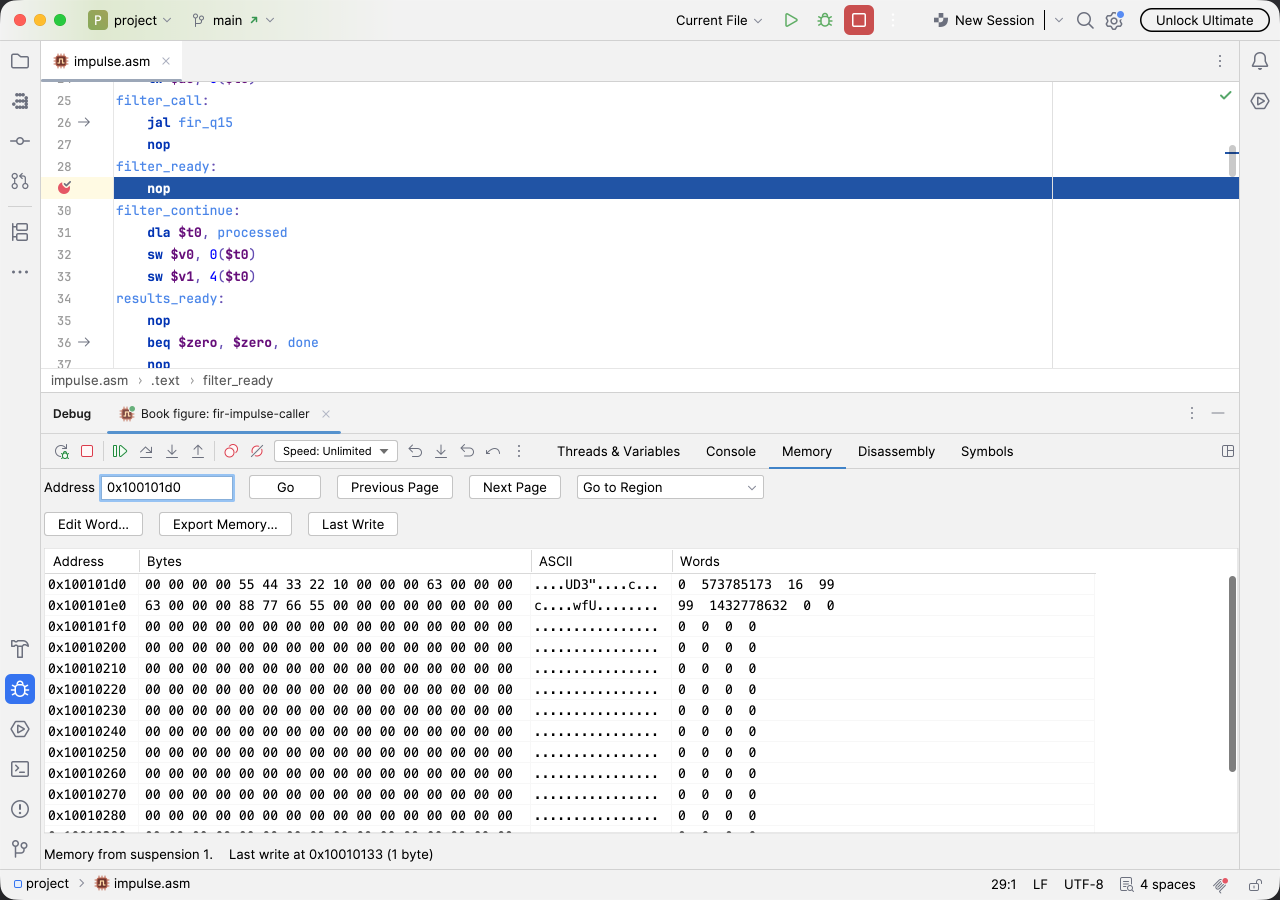 P project main Current File New Session Unlock Ultimate
impulse.asm
25 filter_call:
26 jal fir_q15
27 nop
28 filter_ready:
nop
30 filter_continue:
31 dla $t0, processed
32 sw $v0, 0($t0)
33 sw $v1, 4($t0)
34 results_ready:
35 nop
36 beq $zero, $zero, done
37 nop
impulse.asm › .text › filter_ready
Debug Book figure: fir-impulse-caller
Speed: Unlimited Threads & Variables Console Memory Disassembly Symbols
Address 0x100101d0 Go Previous Page Next Page Go to Region
Edit Word... Export Memory... Last Write
Address Bytes ASCII Words
0x100101d0 00 00 00 00 55 44 33 22 10 00 00 00 63 00 00 00 ....UD3"....c... 0 573785173 16 99
0x100101e0 63 00 00 00 88 77 66 55 00 00 00 00 00 00 00 00 c....wfU........ 99 1432778632 0 0
0x100101f0 00 00 00 00 00 00 00 00 00 00 00 00 00 00 00 00 ................ 0 0 0 0
0x10010200 00 00 00 00 00 00 00 00 00 00 00 00 00 00 00 00 ................ 0 0 0 0
0x10010210 00 00 00 00 00 00 00 00 00 00 00 00 00 00 00 00 ................ 0 0 0 0
0x10010220 00 00 00 00 00 00 00 00 00 00 00 00 00 00 00 00 ................ 0 0 0 0
0x10010230 00 00 00 00 00 00 00 00 00 00 00 00 00 00 00 00 ................ 0 0 0 0
0x10010240 00 00 00 00 00 00 00 00 00 00 00 00 00 00 00 00 ................ 0 0 0 0
0x10010250 00 00 00 00 00 00 00 00 00 00 00 00 00 00 00 00 ................ 0 0 0 0
0x10010260 00 00 00 00 00 00 00 00 00 00 00 00 00 00 00 00 ................ 0 0 0 0
0x10010270 00 00 00 00 00 00 00 00 00 00 00 00 00 00 00 00 ................ 0 0 0 0
0x10010280 00 00 00 00 00 00 00 00 00 00 00 00 00 00 00 00 ................ 0 0 0 0
Memory from suspension 1. Last write at 0x10010133 (1 byte)
project › impulse.asm 29:1 LF UTF-8 4 spaces